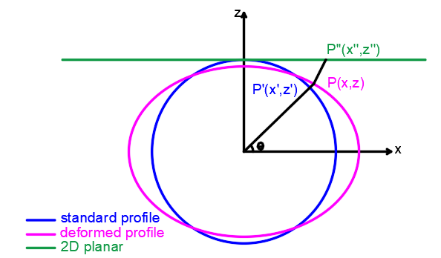 z
P"(x",z")
P'(x',z')
P(x,z)
θ
x
standard profile
deformed profile
2D planar